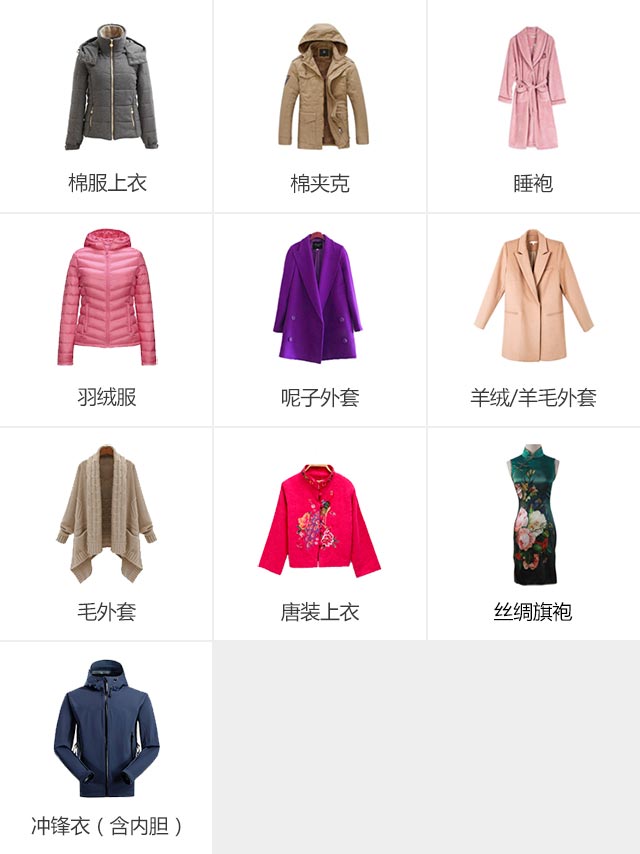 棉服上衣
棉夹克
睡袍
羽绒服
呢子外套
羊绒/羊毛外套
毛外套
唐装上衣
丝绸旗袍
冲锋衣（含内胆）